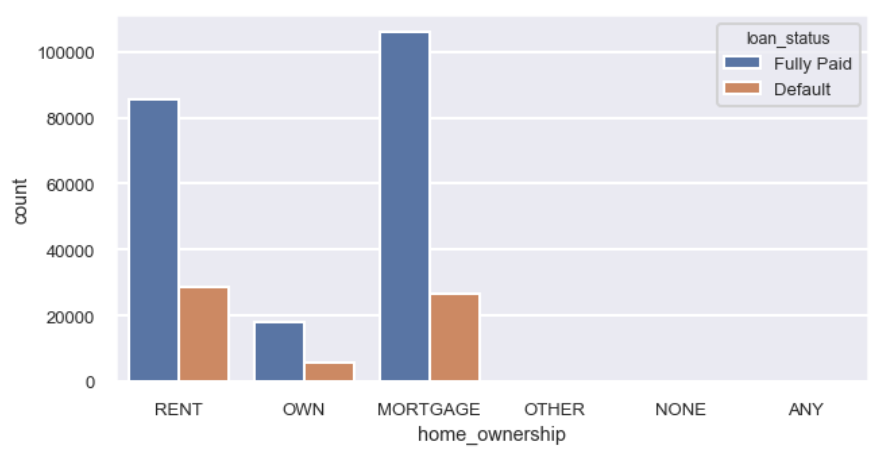 loan_status
Fully Paid
Default
100000
80000
60000
40000
20000
0
count
RENT OWN MORTGAGE OTHER NONE ANY
home_ownership